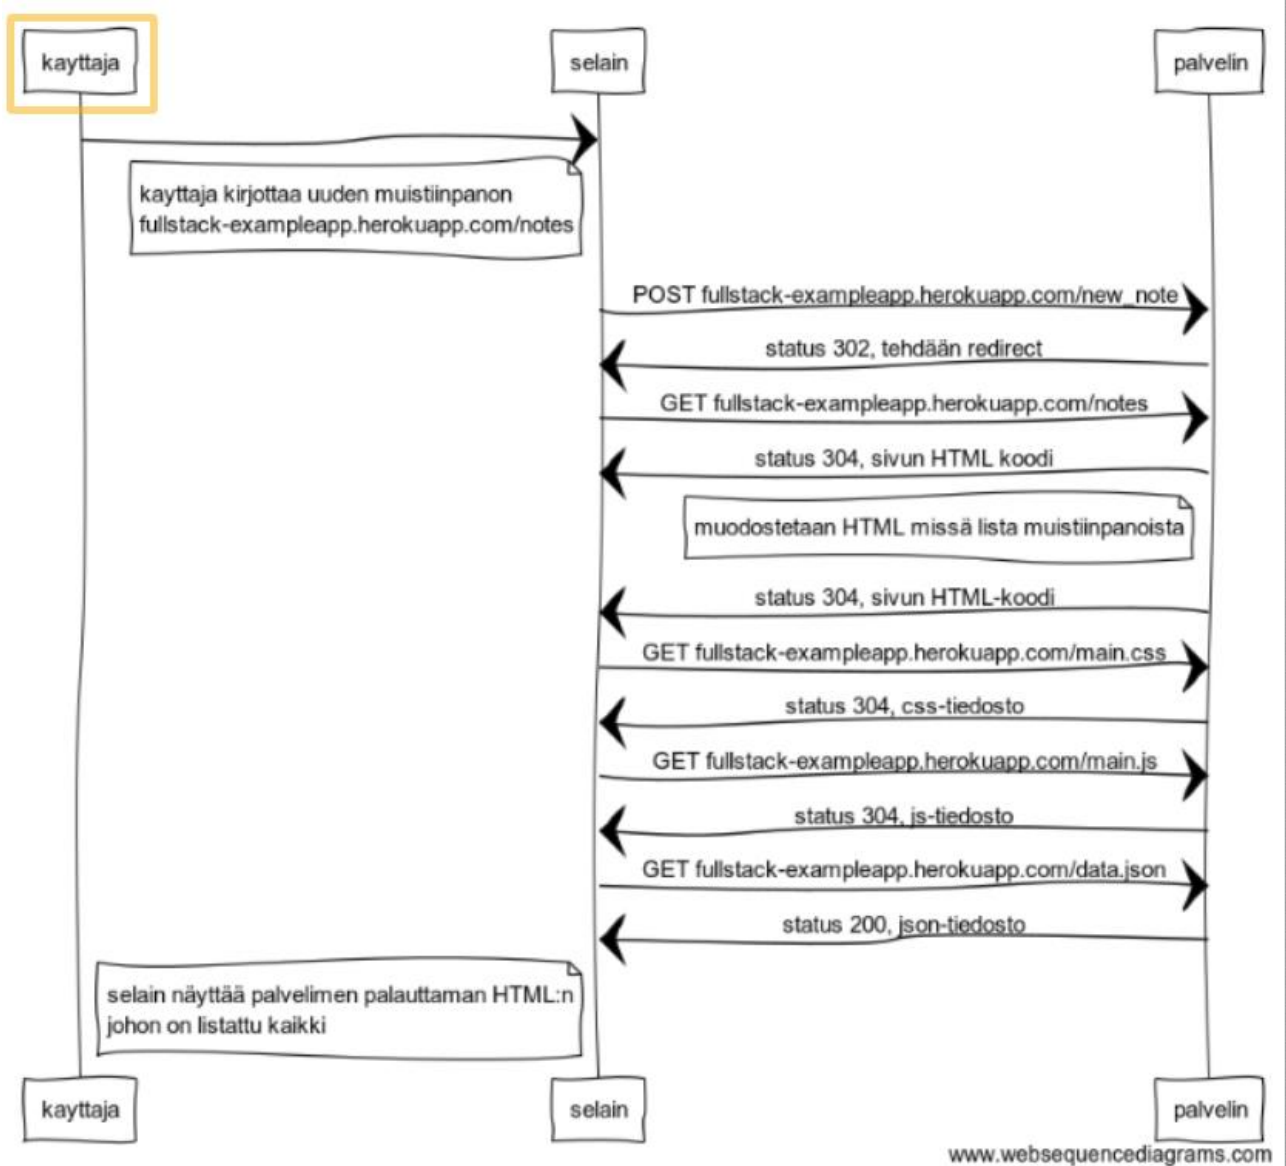 kayttaja
selain
palvelin
kayttaja kirjottaa uuden muistiinpanon
fullstack-exampleapp.herokuapp.com/notes
POST fullstack-exampleapp.herokuapp.com/new_note
status 302, tehdään redirect
GET fullstack-exampleapp.herokuapp.com/notes
status 304, sivun HTML koodi
muodostetaan HTML missä lista muistiinpanoista
status 304, sivun HTML-koodi
GET fullstack-exampleapp.herokuapp.com/main.css
status 304, css-tiedosto
GET fullstack-exampleapp.herokuapp.com/main.js
status 304, js-tiedosto
GET fullstack-exampleapp.herokuapp.com/data.json
status 200, json-tiedosto
selain näyttää palvelimen palauttaman HTML:n
johon on listattu kaikki
kayttaja
selain
palvelin
www.websequencediagrams.com